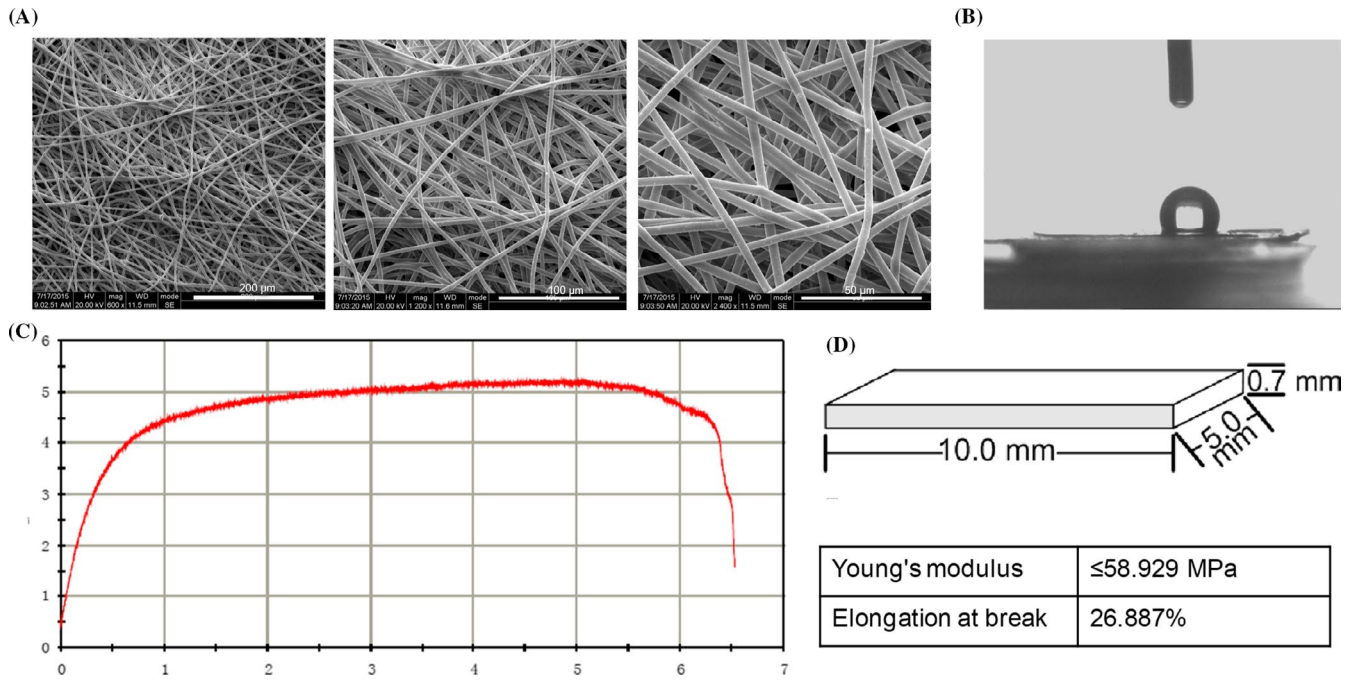 (A)
(B)
200 µm
7/17/2015 HV mag WD mode
9:02:51 AM 20.00 kV 600 x 11.5 mm SE
100 µm
7/17/2015 HV mag WD mode
9:03:20 AM 20.00 kV 1 200 x 11.6 mm SE
50 µm
7/17/2015 HV mag WD mode
9:03:50 AM 20.00 kV 2 400 x 11.5 mm SE
(C)
6
5
4
3
2
1
0
0 1 2 3 4 5 6 7
(D)
0.7 mm
5.0 mm
10.0 mm
Young's modulus ≤58.929 MPa
Elongation at break 26.887%